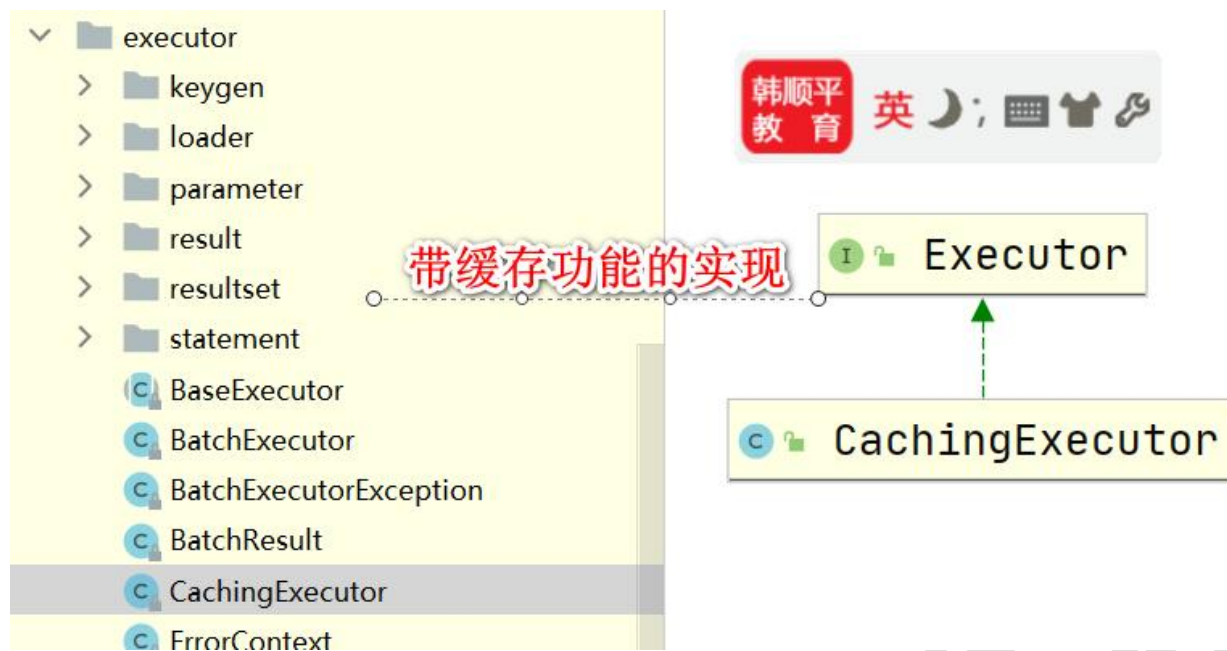 executor
keygen
loader
parameter
result
resultset
statement
BaseExecutor
BatchExecutor
BatchExecutorException
BatchResult
CachingExecutor
ErrorContext
带缓存功能的实现
韩顺平
教 育
英
I Executor
C CachingExecutor